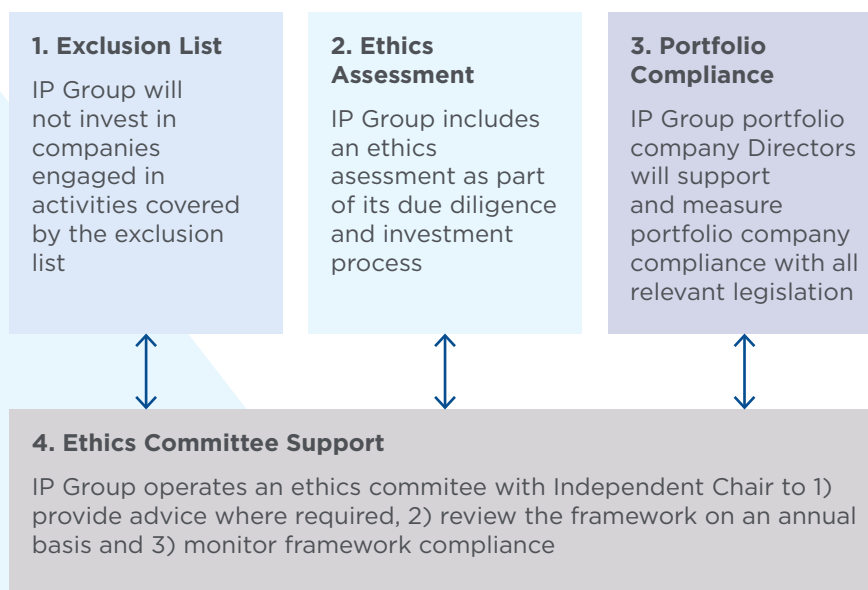 1. Exclusion List
IP Group will
not invest in
companies
engaged in
activities covered
by the exclusion
list
2. Ethics
Assessment
IP Group includes
an ethics
asessment as part
of its due diligence
and investment
process
3. Portfolio
Compliance
IP Group portfolio
company Directors
will support
and measure
portfolio company
compliance with all
relevant legislation
4. Ethics Committee Support
IP Group operates an ethics commitee with Independent Chair to 1)
provide advice where required, 2) review the framework on an annual
basis and 3) monitor framework compliance